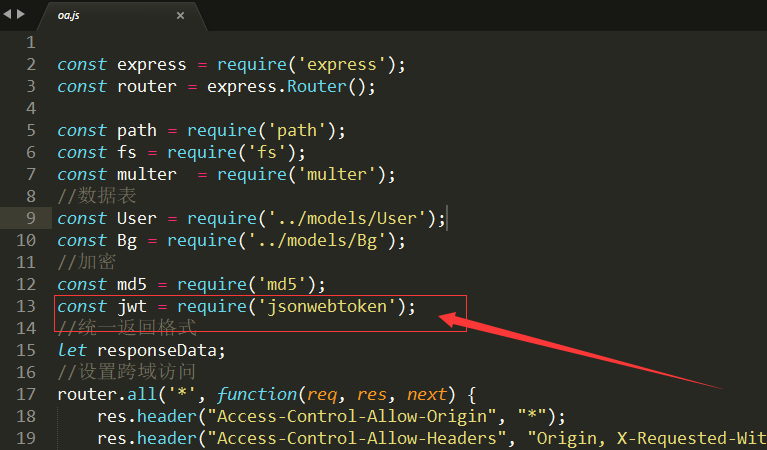 oa.js
1
2 const express = require('express');
3 const router = express.Router();
4
5 const path = require('path');
6 const fs = require('fs');
7 const multer  = require('multer');
8 //数据表
9 const User = require('../models/User');
10 const Bg = require('../models/Bg');
11 //加密
12 const md5 = require('md5');
13 const jwt = require('jsonwebtoken');
14 //统一返回格式
15 let responseData;
16 //设置跨域访问
17 router.all('*', function(req, res, next) {
18     res.header("Access-Control-Allow-Origin", "*");
19     res.header("Access-Control-Allow-Headers", "Origin, X-Requested-Wit